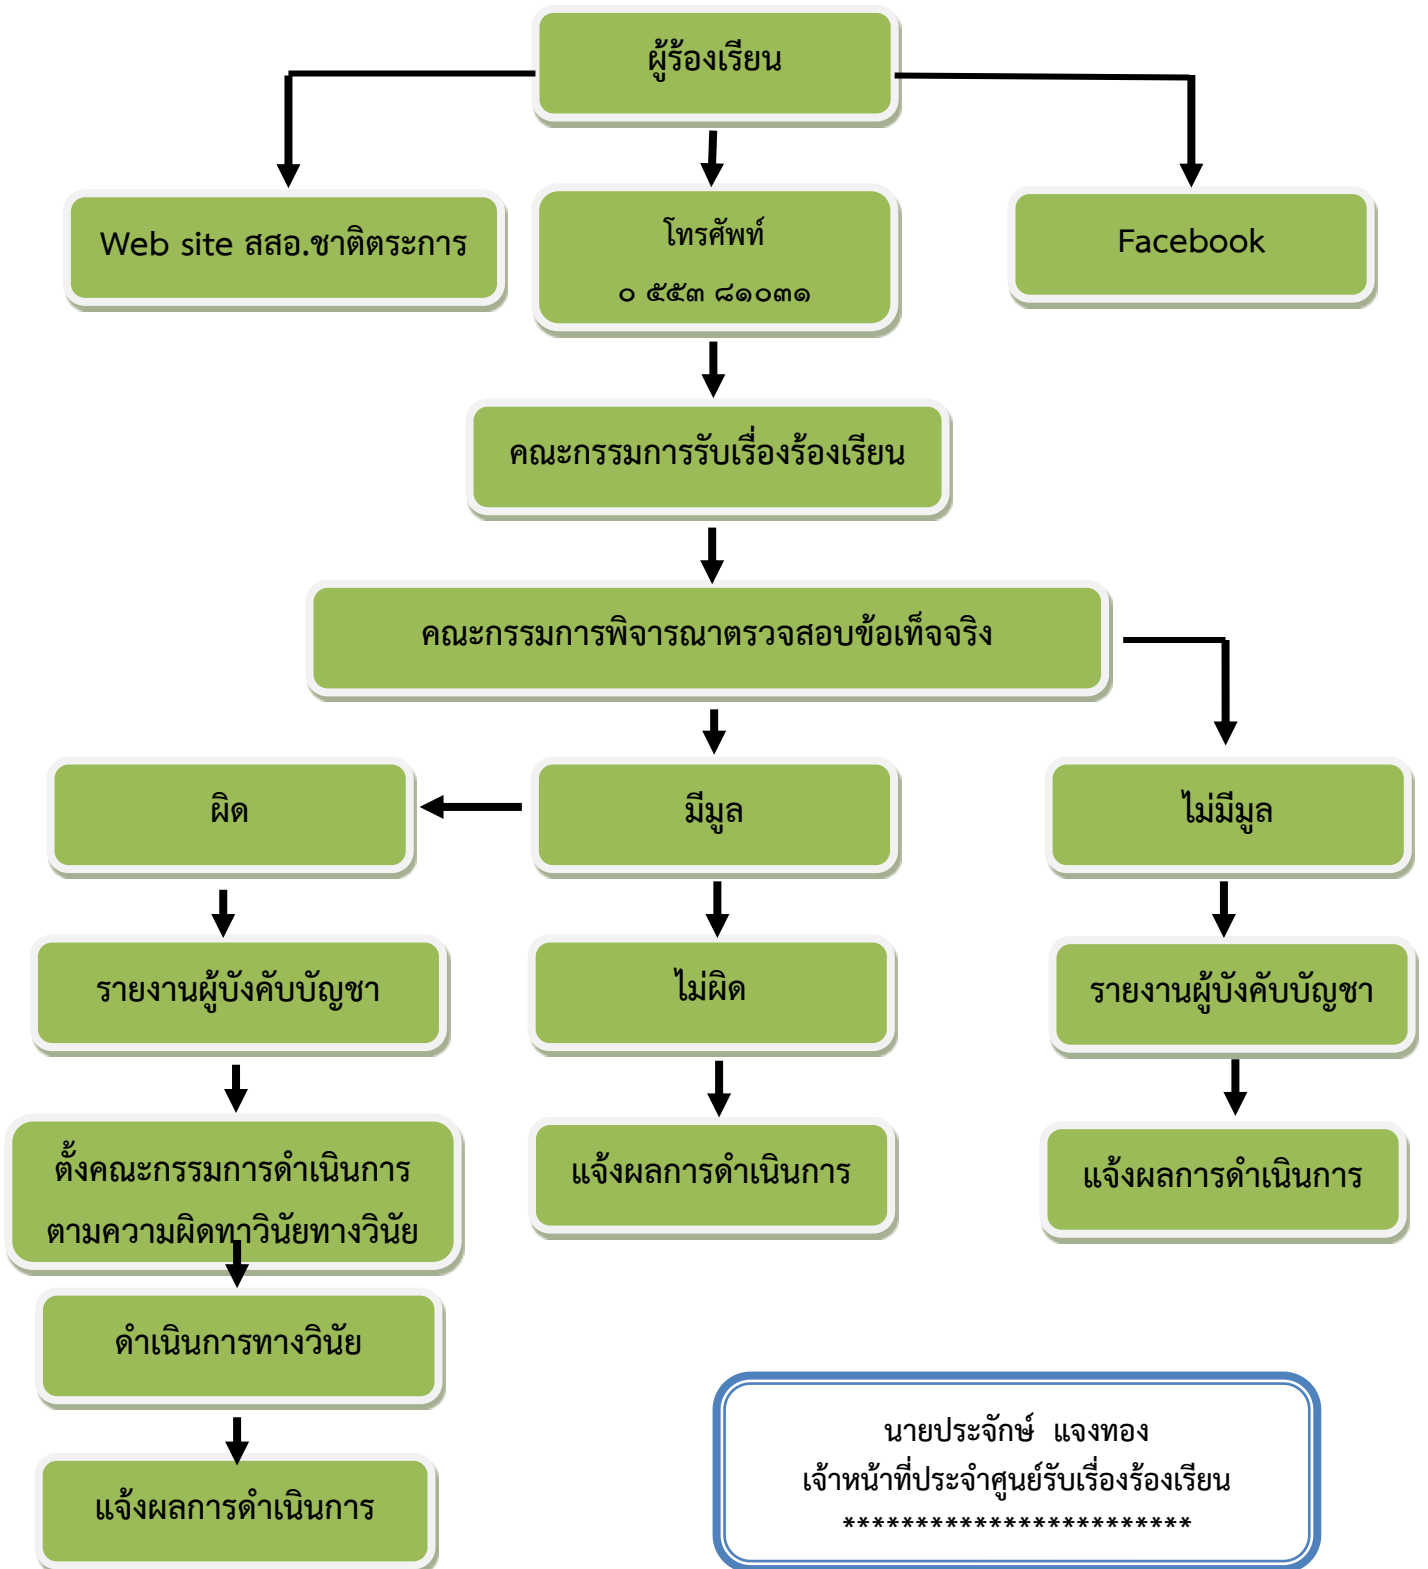 ผู้ร้องเรียน
Web site สสอ.ชาติตระการ
โทรศัพท์
๐ ๕๕๓ ๘๑๐๓๑
Facebook
คณะกรรมการรับเรื่องร้องเรียน
คณะกรรมการพิจารณาตรวจสอบข้อเท็จจริง
ผิด
มีมูล
ไม่มีมูล
รายงานผู้บังคับบัญชา
ไม่ผิด
รายงานผู้บังคับบัญชา
ตั้งคณะกรรมการดำเนินการ
ตามความผิดทาวินัยทางวินัย
แจ้งผลการดำเนินการ
แจ้งผลการดำเนินการ
ดำเนินการทางวินัย
แจ้งผลการดำเนินการ
นายประจักษ์ แจงทอง
เจ้าหน้าที่ประจำศูนย์รับเรื่องร้องเรียน
************************